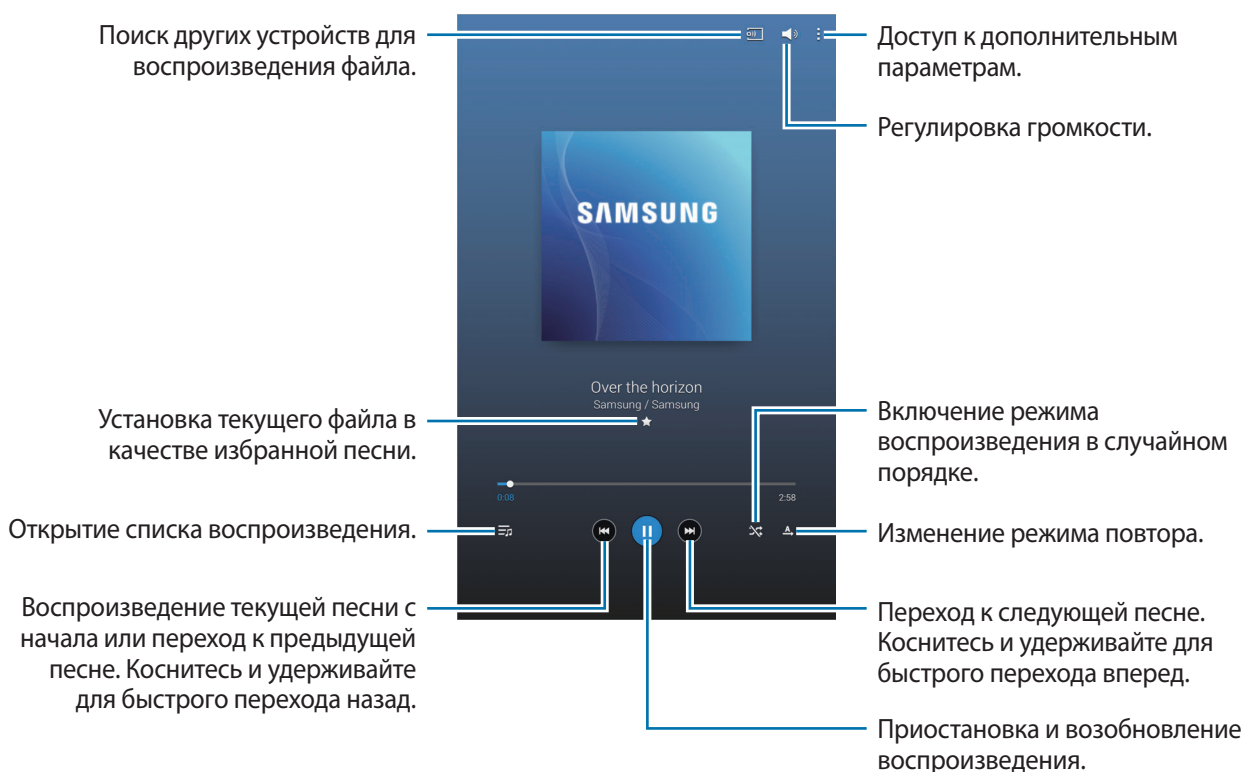 Поиск других устройств для
воспроизведения файла.
Доступ к дополнительным
параметрам.
Регулировка громкости.
SAMSUNG
Over the horizon
Samsung / Samsung
Установка текущего файла в
качестве избранной песни.
Включение режима
воспроизведения в случайном
порядке.
0:08
2:58
Открытие списка воспроизведения.
A
Изменение режима повтора.
Воспроизведение текущей песни с
начала или переход к предыдущей
песне. Коснитесь и удерживайте
для быстрого перехода назад.
Переход к следующей песне.
Коснитесь и удерживайте для
быстрого перехода вперед.
Приостановка и возобновление
воспроизведения.